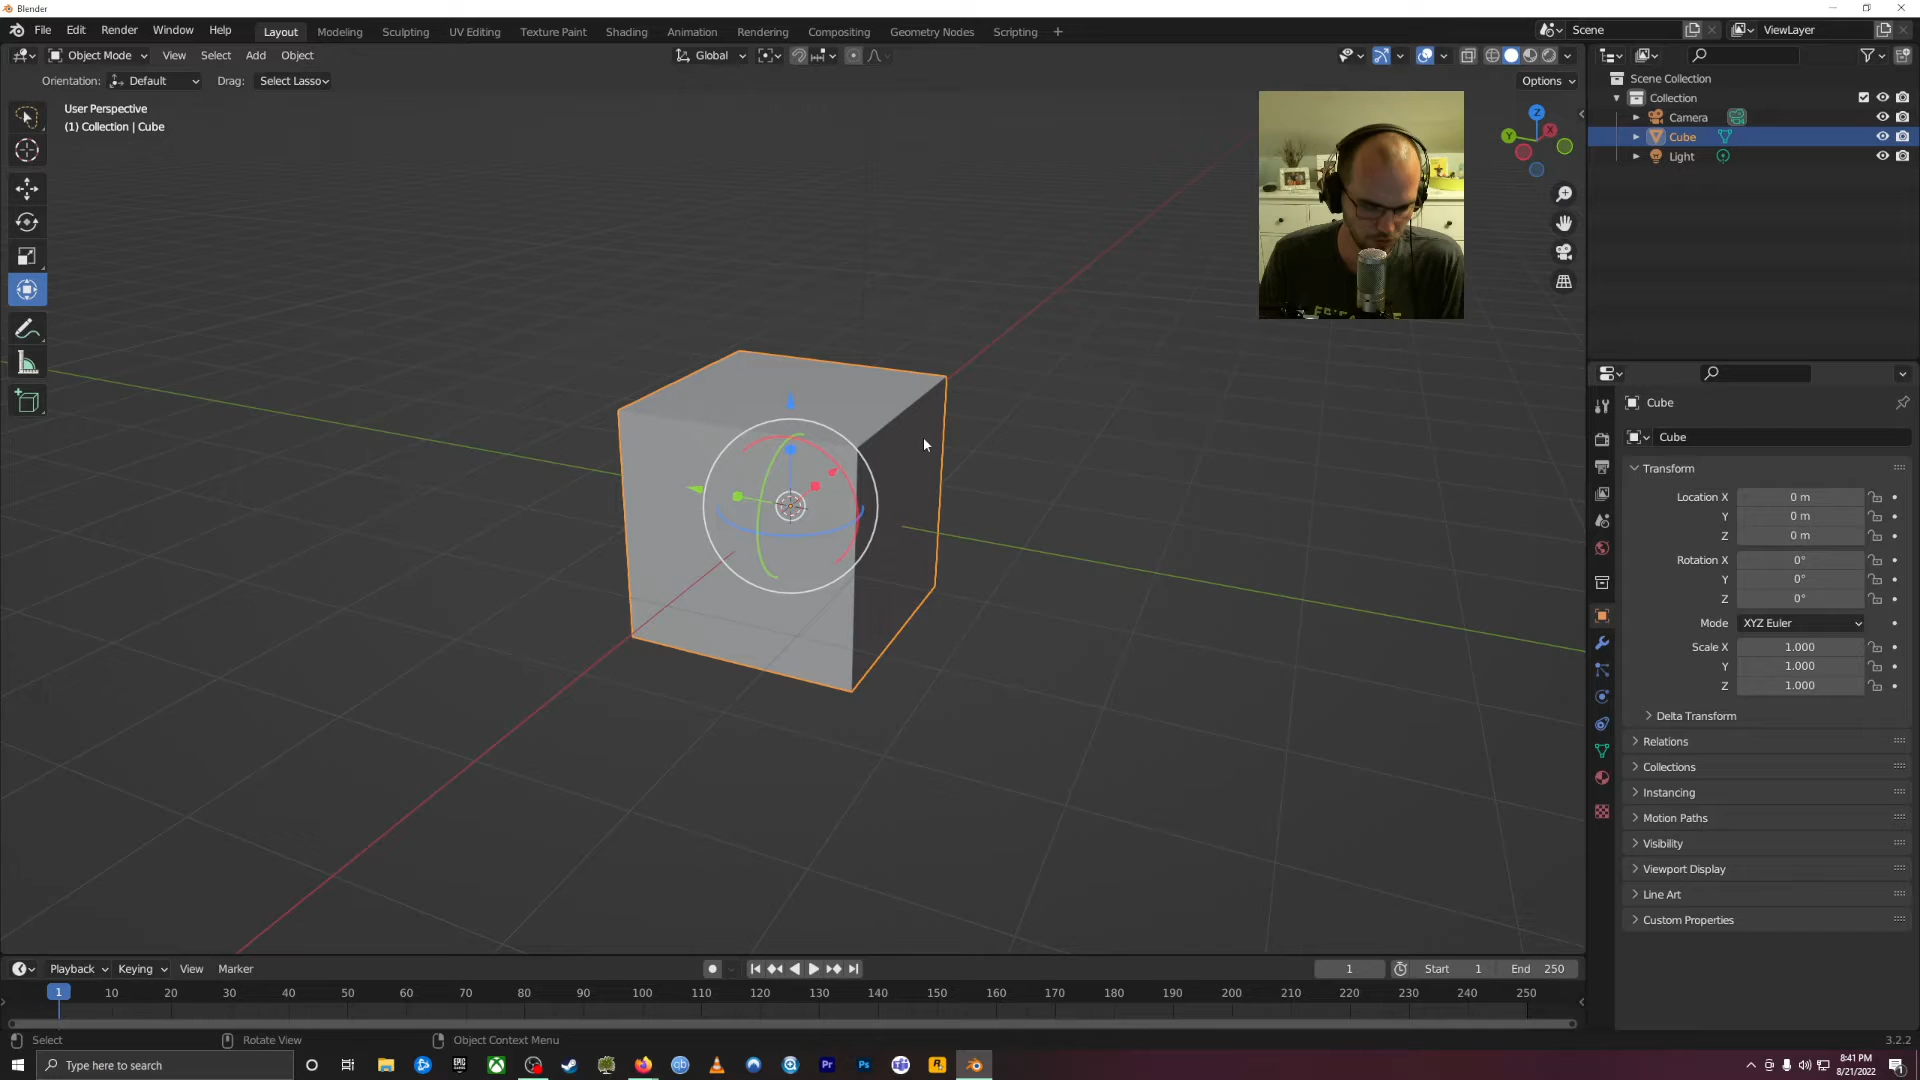 Blender
File Edit Render Window Help Layout Modeling Sculpting UV Editing Texture Paint Shading Animation Rendering Compositing Geometry Nodes Scripting + Scene ViewLayer
Object Mode View Select Add Object Global
Orientation: Default Drag: Select Lasso Options
User Perspective
(1) Collection | Cube
Z
X
Y
Scene Collection
Collection
Camera
Cube
Light
Cube
Cube
Transform
Location X 0 m
Y 0 m
Z 0 m
Rotation X 0°
Y 0°
Z 0°
Mode XYZ Euler
Scale X 1.000
Y 1.000
Z 1.000
Delta Transform
Relations
Collections
Instancing
Motion Paths
Visibility
Viewport Display
Line Art
Custom Properties
Playback Keying View Marker 1 Start 1 End 250
1 10 20 30 40 50 60 70 80 90 100 110 120 130 140 150 160 170 180 190 200 210 220 230 240 250
Select Rotate View Object Context Menu 3.2.2
Type here to search
EPIC
qb
Pr
Ps
R
8:41 PM
8/21/2022
1